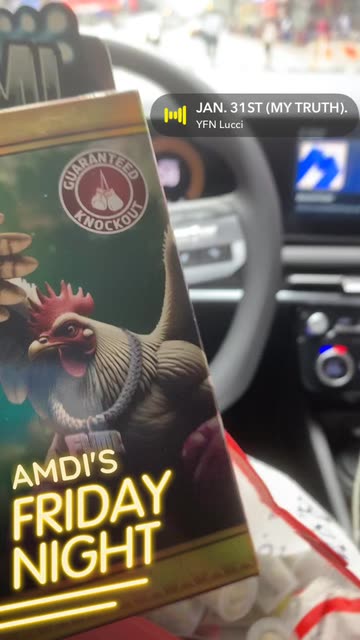 JAN. 31ST (MY TRUTH).
YFN Lucci
GUARANTEED
KNOCKOUT
AMDI'S
FRIDAY
NIGHT